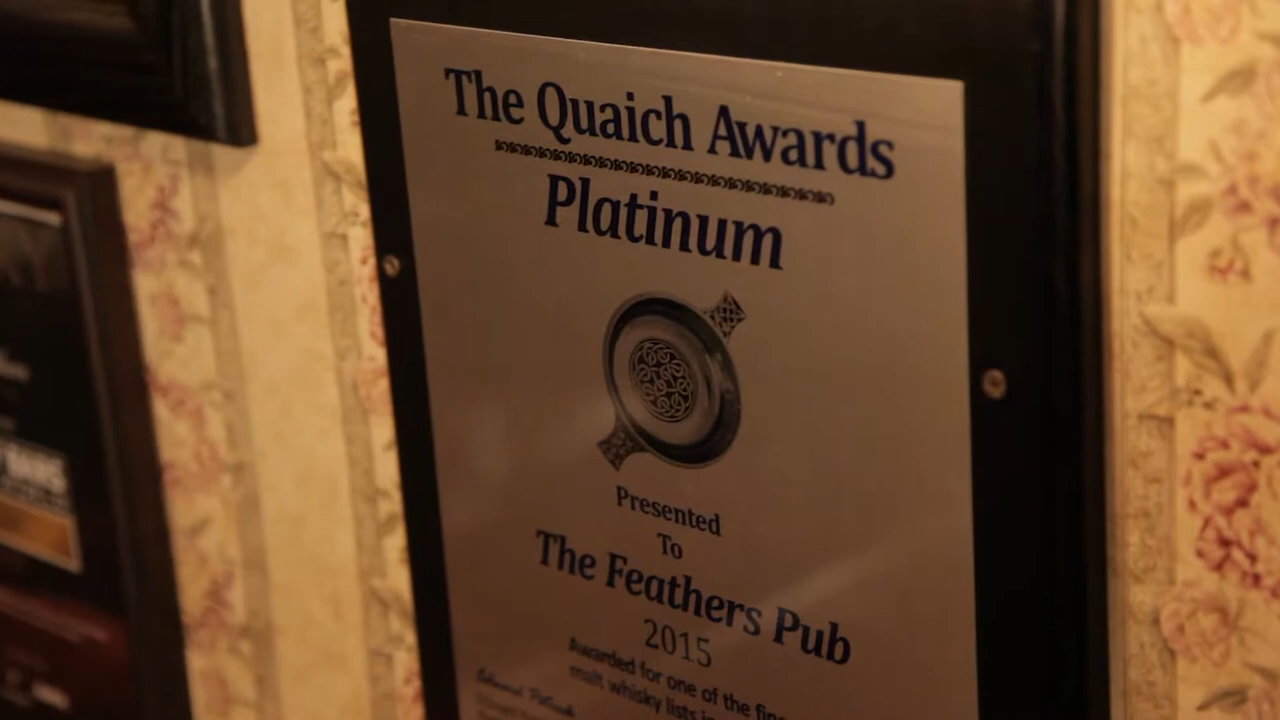 The Quaich Awards
Platinum
Presented
To
The Feathers Pub
2015
Awarded for one of the
malt whisky lists